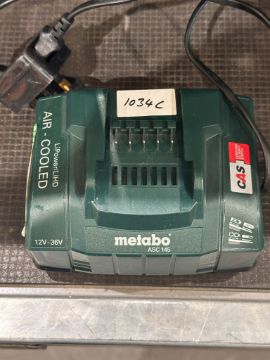 1034C
AIR-COOLED
LiPower/LiHD
12V-36V
metabo
ASC 145
CAS